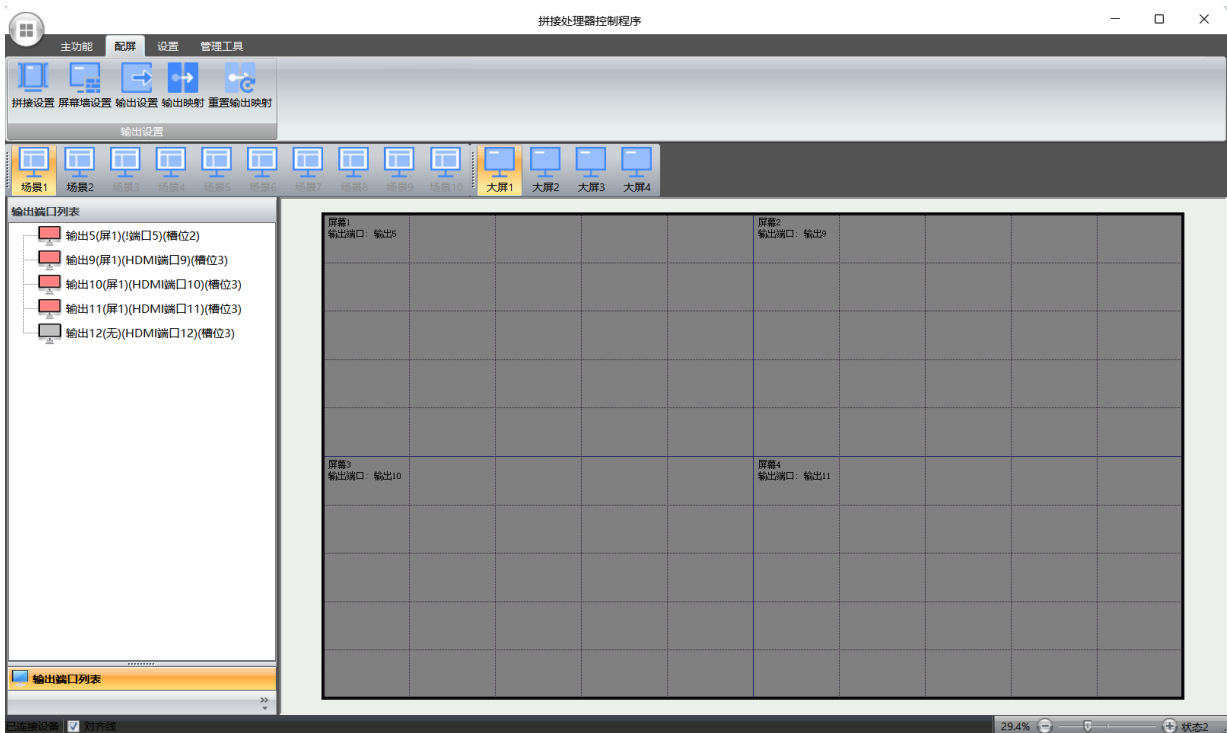 拼接处理器控制程序
主功能 配屏 设置 管理工具
拼接设置 屏幕墙设置 输出设置 输出映射 重置输出映射
输出设置
场景1 场景2 场景3 场景4 场景5 场景6 场景7 场景8 场景9 场景10 大屏1 大屏2 大屏3 大屏4
输出端口列表
输出5(屏1)(!端口5)(槽位2)
输出9(屏1)(HDMI端口9)(槽位3)
输出10(屏1)(HDMI端口10)(槽位3)
输出11(屏1)(HDMI端口11)(槽位3)
输出12(无)(HDMI端口12)(槽位3)
屏幕1
输出端口: 输出5
屏幕2
输出端口: 输出9
屏幕3
输出端口: 输出10
屏幕4
输出端口: 输出11
输出端口列表
已连接设备 对齐线 29.4% 状态2